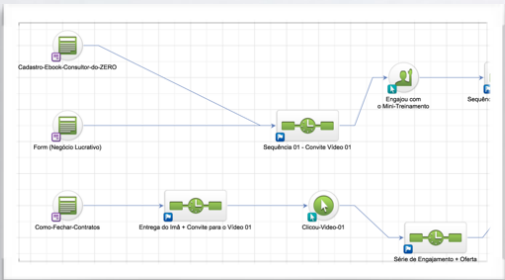 Cadastro-Ebook-Consultor-do-ZERO
Engajou com
o Mini-Treinamento
Form (Negócio Lucrativo)
Sequência 01 - Convite Vídeo 01
Como-Fechar-Contratos
Entrega do Imã + Convite para o Vídeo 01
Clicou-Video-01
Série de Engajamento + Oferta